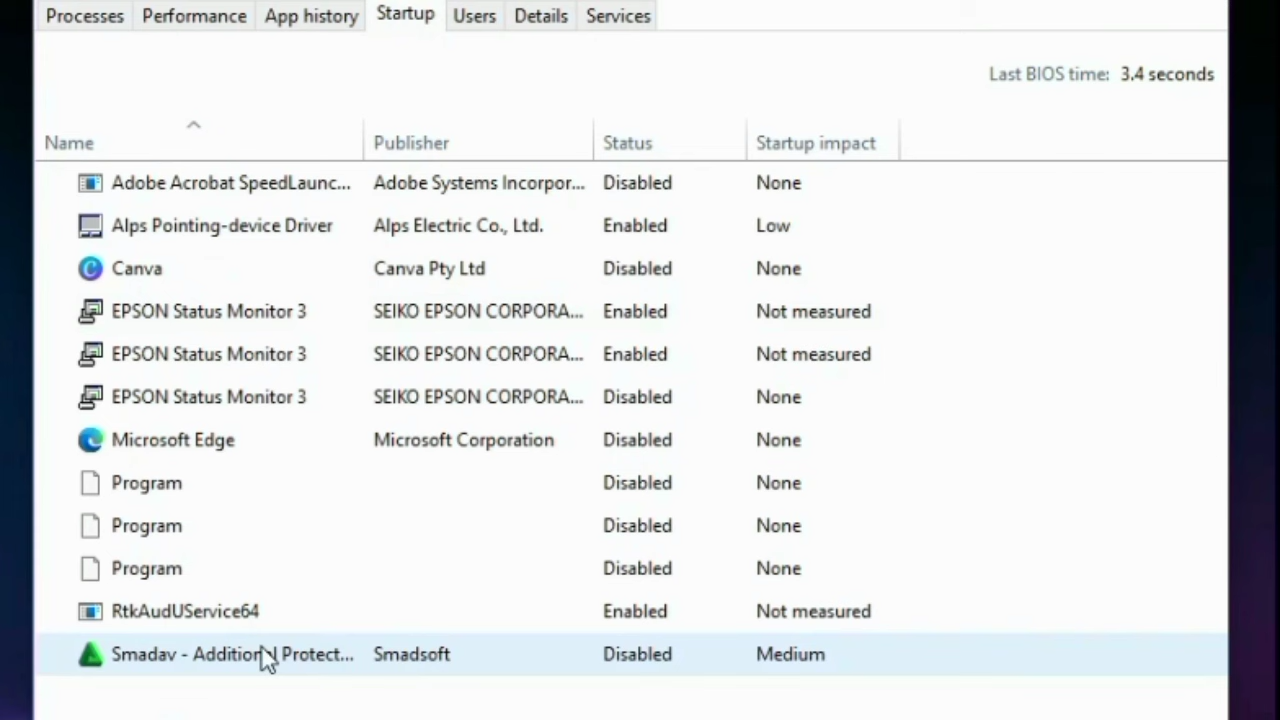 Processes Performance App history Startup Users Details Services
Last BIOS time: 3.4 seconds
Name Publisher Status Startup impact
Adobe Acrobat SpeedLaunc... Adobe Systems Incorpor... Disabled None
Alps Pointing-device Driver Alps Electric Co., Ltd. Enabled Low
Canva Canva Pty Ltd Disabled None
EPSON Status Monitor 3 SEIKO EPSON CORPORA... Enabled Not measured
EPSON Status Monitor 3 SEIKO EPSON CORPORA... Enabled Not measured
EPSON Status Monitor 3 SEIKO EPSON CORPORA... Disabled None
Microsoft Edge Microsoft Corporation Disabled None
Program Disabled None
Program Disabled None
Program Disabled None
RtkAudUService64 Enabled Not measured
Smadav - Additional Protect... Smadsoft Disabled Medium